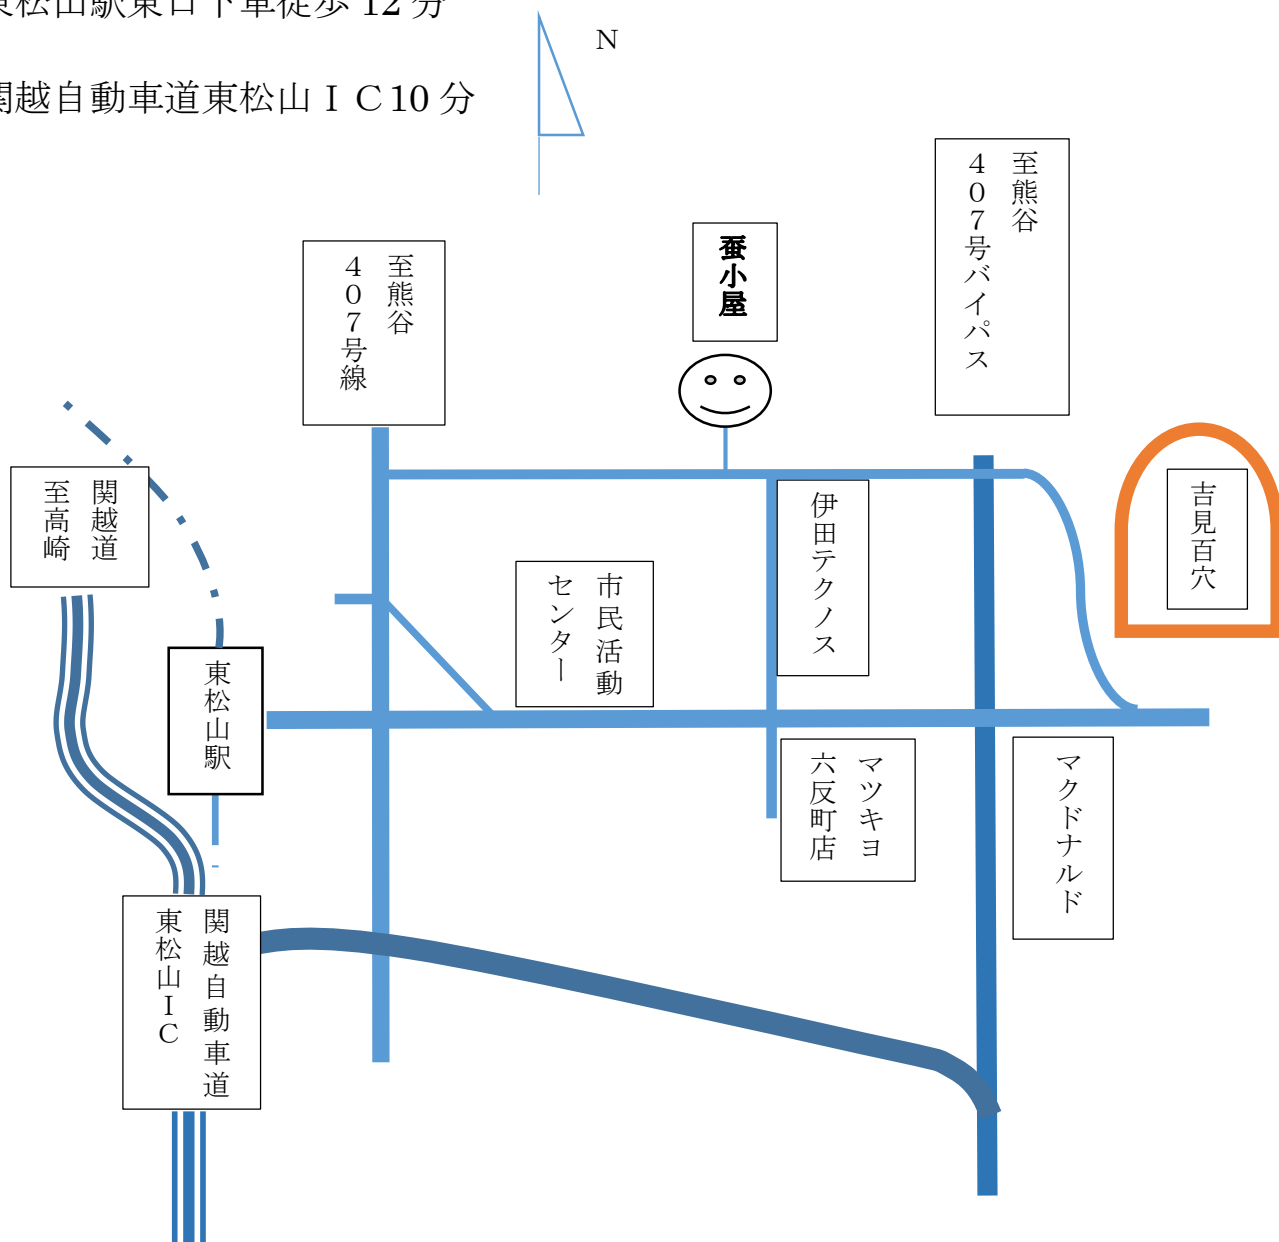 東松山駅東口下車徒歩 12 分
関越自動車道東松山ＩＣ10 分
N
至熊谷
４０７号バイパス
蚕小屋
至熊谷
４０７号線
関越道
至高崎
吉見百穴
伊田テクノス
市民活動
センター
東松山駅
マツキヨ
六反町店
マクドナルド
関越自動車道
東松山ＩＣ